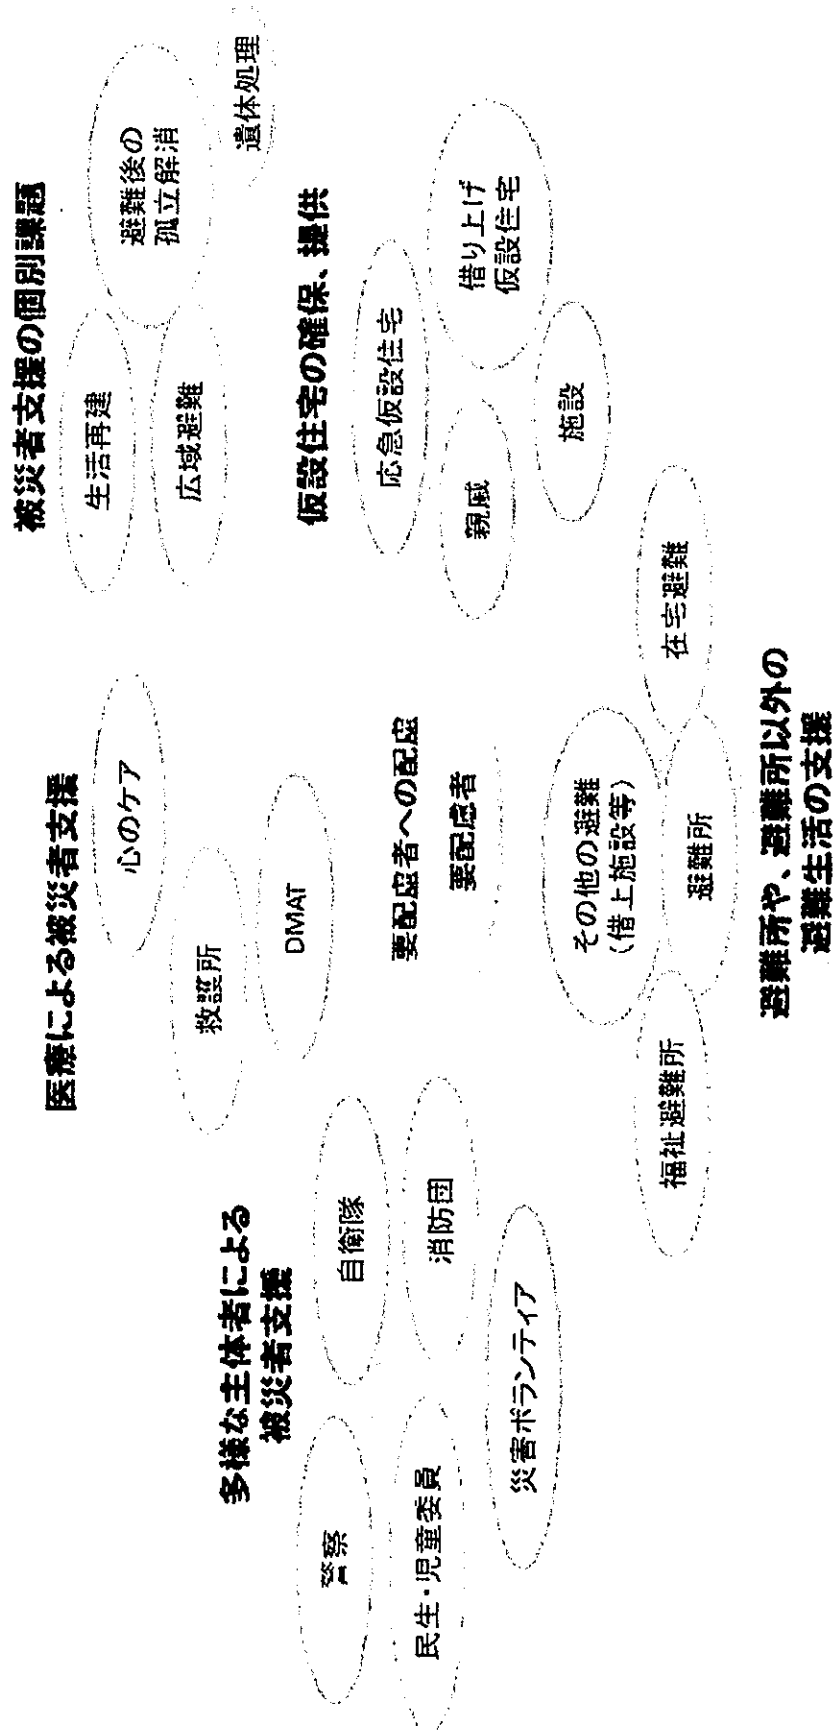 医療による被災者支援
心のケア
救護所
DMAT
被災者支援の個別課題
生活再建
広域避難
避難後の
孤立解消
遺体処理
多様な主体者による
被災者支援
警察
自衛隊
民生・児童委員
消防団
災害ボランティア
要配慮者への配慮
要配慮者
仮設住宅の確保、提供
応急仮設住宅
親戚
借り上げ
仮設住宅
施設
福祉避難所
その他の避難
（借上施設等）
避難所
在宅避難
避難所や、避難所以外の
避難生活の支援